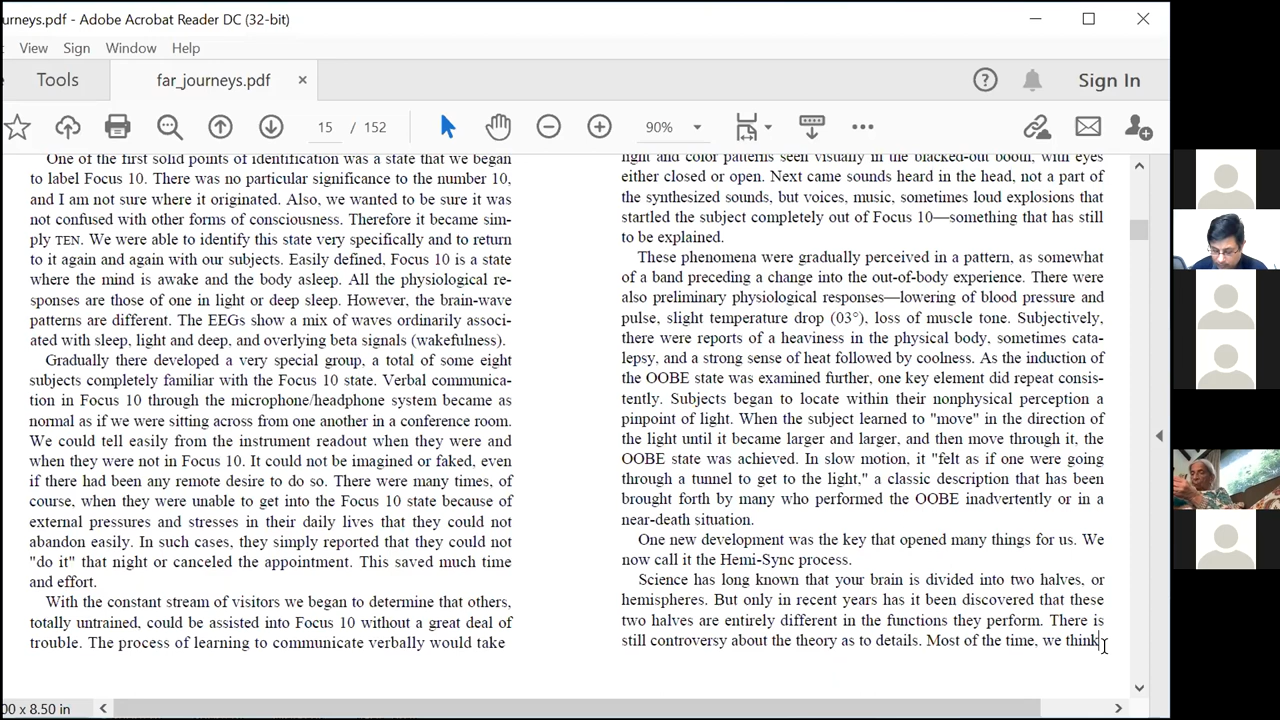 urneys.pdf - Adobe Acrobat Reader DC (32-bit)
View Sign Window Help
Tools far_journeys.pdf × Sign In
15 / 152 90%
One of the first solid points of identification was a state that we began
to label Focus 10. There was no particular significance to the number 10,
and I am not sure where it originated. Also, we wanted to be sure it was
not confused with other forms of consciousness. Therefore it became sim-
ply TEN. We were able to identify this state very specifically and to return
to it again and again with our subjects. Easily defined, Focus 10 is a state
where the mind is awake and the body asleep. All the physiological re-
sponses are those of one in light or deep sleep. However, the brain-wave
patterns are different. The EEGs show a mix of waves ordinarily associ-
ated with sleep, light and deep, and overlying beta signals (wakefulness).
Gradually there developed a very special group, a total of some eight
subjects completely familiar with the Focus 10 state. Verbal communica-
tion in Focus 10 through the microphone/headphone system became as
normal as if we were sitting across from one another in a conference room.
We could tell easily from the instrument readout when they were and
when they were not in Focus 10. It could not be imagined or faked, even
if there had been any remote desire to do so. There were many times, of
course, when they were unable to get into the Focus 10 state because of
external pressures and stresses in their daily lives that they could not
abandon easily. In such cases, they simply reported that they could not
"do it" that night or canceled the appointment. This saved much time
and effort.
With the constant stream of visitors we began to determine that others,
totally untrained, could be assisted into Focus 10 without a great deal of
trouble. The process of learning to communicate verbally would take
light and color patterns seen visually in the blacked-out booth, with eyes
either closed or open. Next came sounds heard in the head, not a part of
the synthesized sounds, but voices, music, sometimes loud explosions that
startled the subject completely out of Focus 10—something that has still
to be explained.
These phenomena were gradually perceived in a pattern, as somewhat
of a band preceding a change into the out-of-body experience. There were
also preliminary physiological responses—lowering of blood pressure and
pulse, slight temperature drop (03°), loss of muscle tone. Subjectively,
there were reports of a heaviness in the physical body, sometimes cata-
lepsy, and a strong sense of heat followed by coolness. As the induction of
the OOBE state was examined further, one key element did repeat consis-
tently. Subjects began to locate within their nonphysical perception a
pinpoint of light. When the subject learned to "move" in the direction of
the light until it became larger and larger, and then move through it, the
OOBE state was achieved. In slow motion, it "felt as if one were going
through a tunnel to get to the light," a classic description that has been
brought forth by many who performed the OOBE inadvertently or in a
near-death situation.
One new development was the key that opened many things for us. We
now call it the Hemi-Sync process.
Science has long known that your brain is divided into two halves, or
hemispheres. But only in recent years has it been discovered that these
two halves are entirely different in the functions they perform. There is
still controversy about the theory as to details. Most of the time, we think
00 x 8.50 in